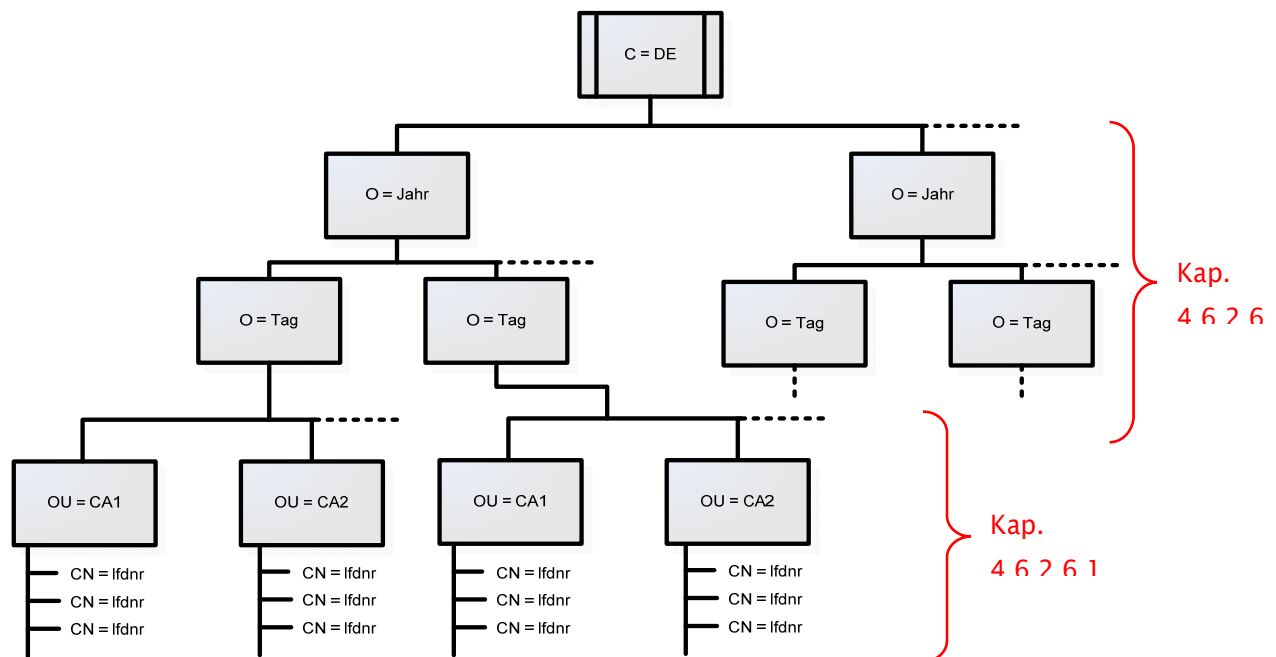 C = DE
O = Jahr
O = Jahr
Kap.
4.6.2.6
O = Tag
O = Tag
O = Tag
O = Tag
OU = CA1
OU = CA2
OU = CA1
OU = CA2
Kap.
4.6.2.6.1
CN = lfdnr
CN = lfdnr
CN = lfdnr
CN = lfdnr
CN = lfdnr
CN = lfdnr
CN = lfdnr
CN = lfdnr
CN = lfdnr
CN = lfdnr
CN = lfdnr
CN = lfdnr